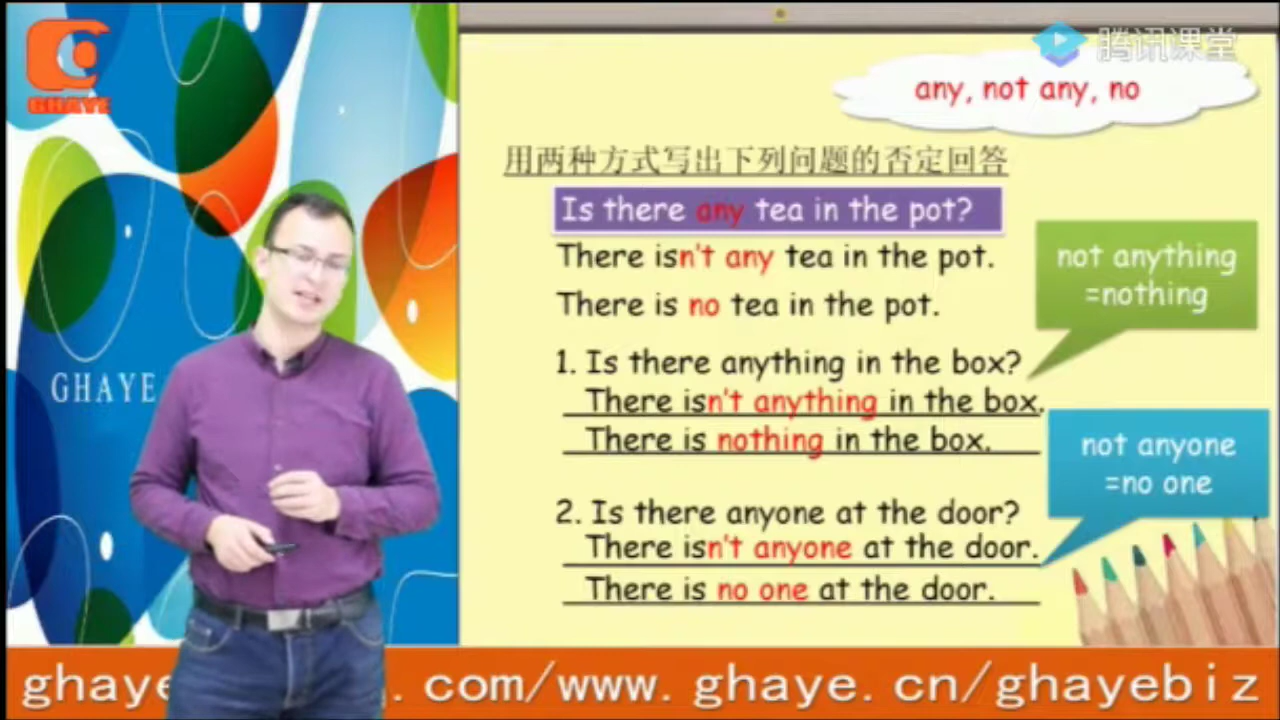 GHAYE
腾讯课堂
any, not any, no
用两种方式写出下列问题的否定回答
Is there any tea in the pot?
There isn't any tea in the pot.
There is no tea in the pot.
not anything
=nothing
1. Is there anything in the box?
There isn't anything in the box.
There is nothing in the box.
GHAYE
not anyone
=no one
2. Is there anyone at the door?
There isn't anyone at the door.
There is no one at the door.
ghaye . com/www. ghaye. cn/ghayebiz